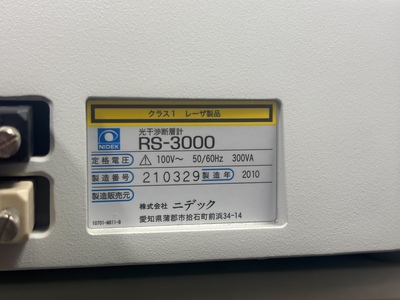 クラス1 レーザ製品
NIDEK
光干渉断層計
RS-3000
定格電圧 100V～ 50/60Hz 300VA
製造番号 210329 製造年 2010
製造販売元
株式会社 ニデック
愛知県蒲郡市拾石町前浜34-14